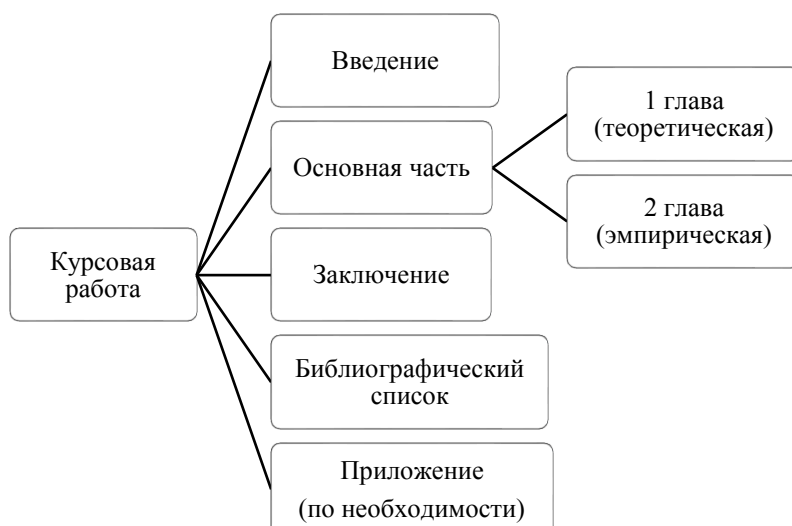 Курсовая
работа
Введение
Основная часть
1 глава
(теоретическая)
2 глава
(эмпирическая)
Заключение
Библиографический
список
Приложение
(по необходимости)